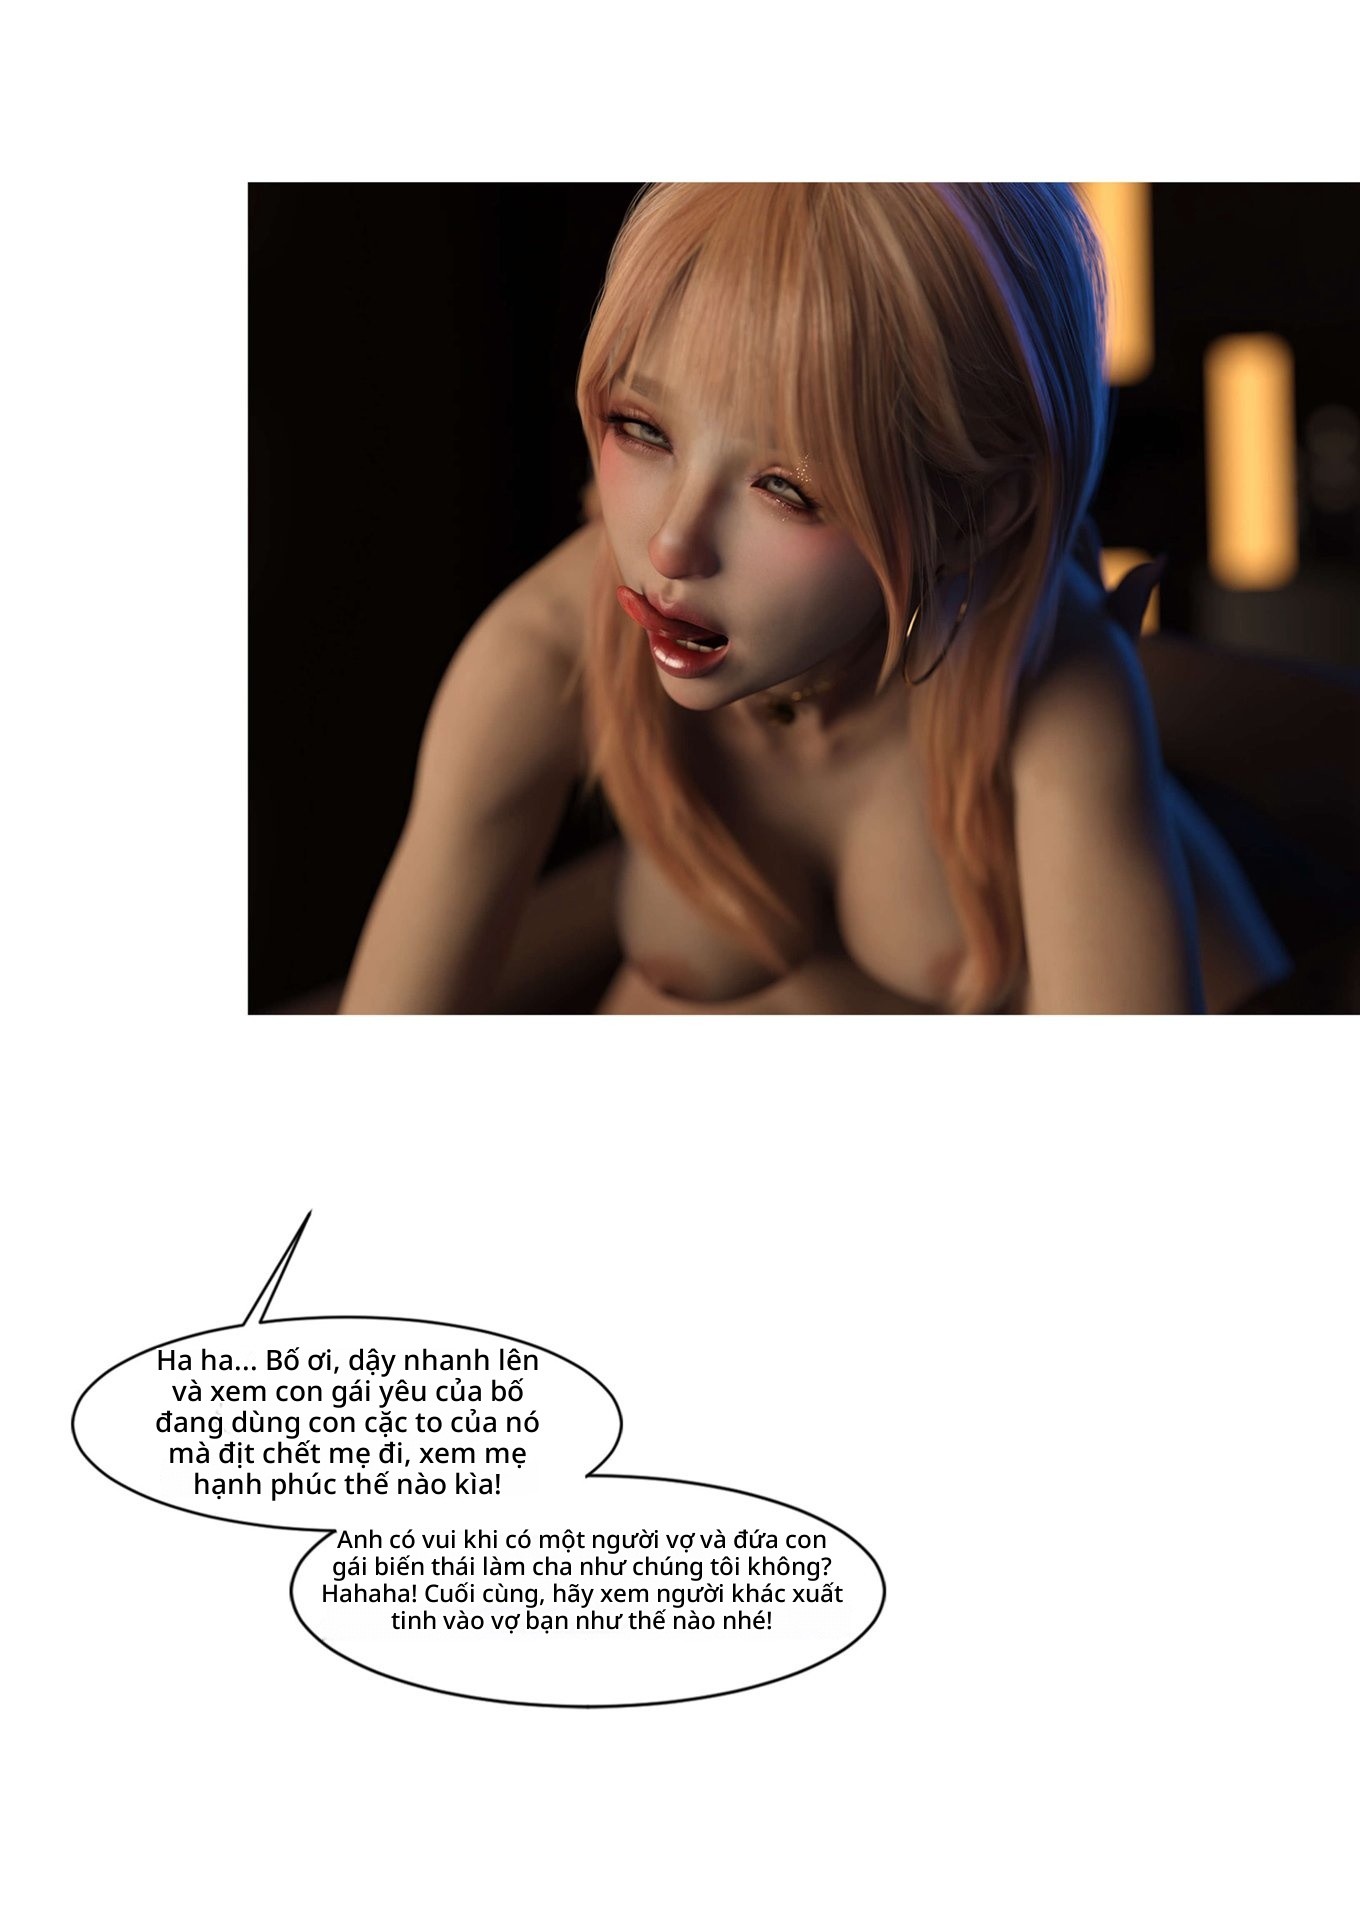 Ha ha... Bố ơi, dậy nhanh lên
và xem con gái yêu của bố
đang dùng con cặc to của nó
mà địt chết mẹ đi, xem mẹ
hạnh phúc thế nào kìa!
Anh có vui khi có một người vợ và đứa con
gái biến thái làm cha như chúng tôi không?
Hahaha! Cuối cùng, hãy xem người khác xuất
tinh vào vợ bạn như thế nào nhé!